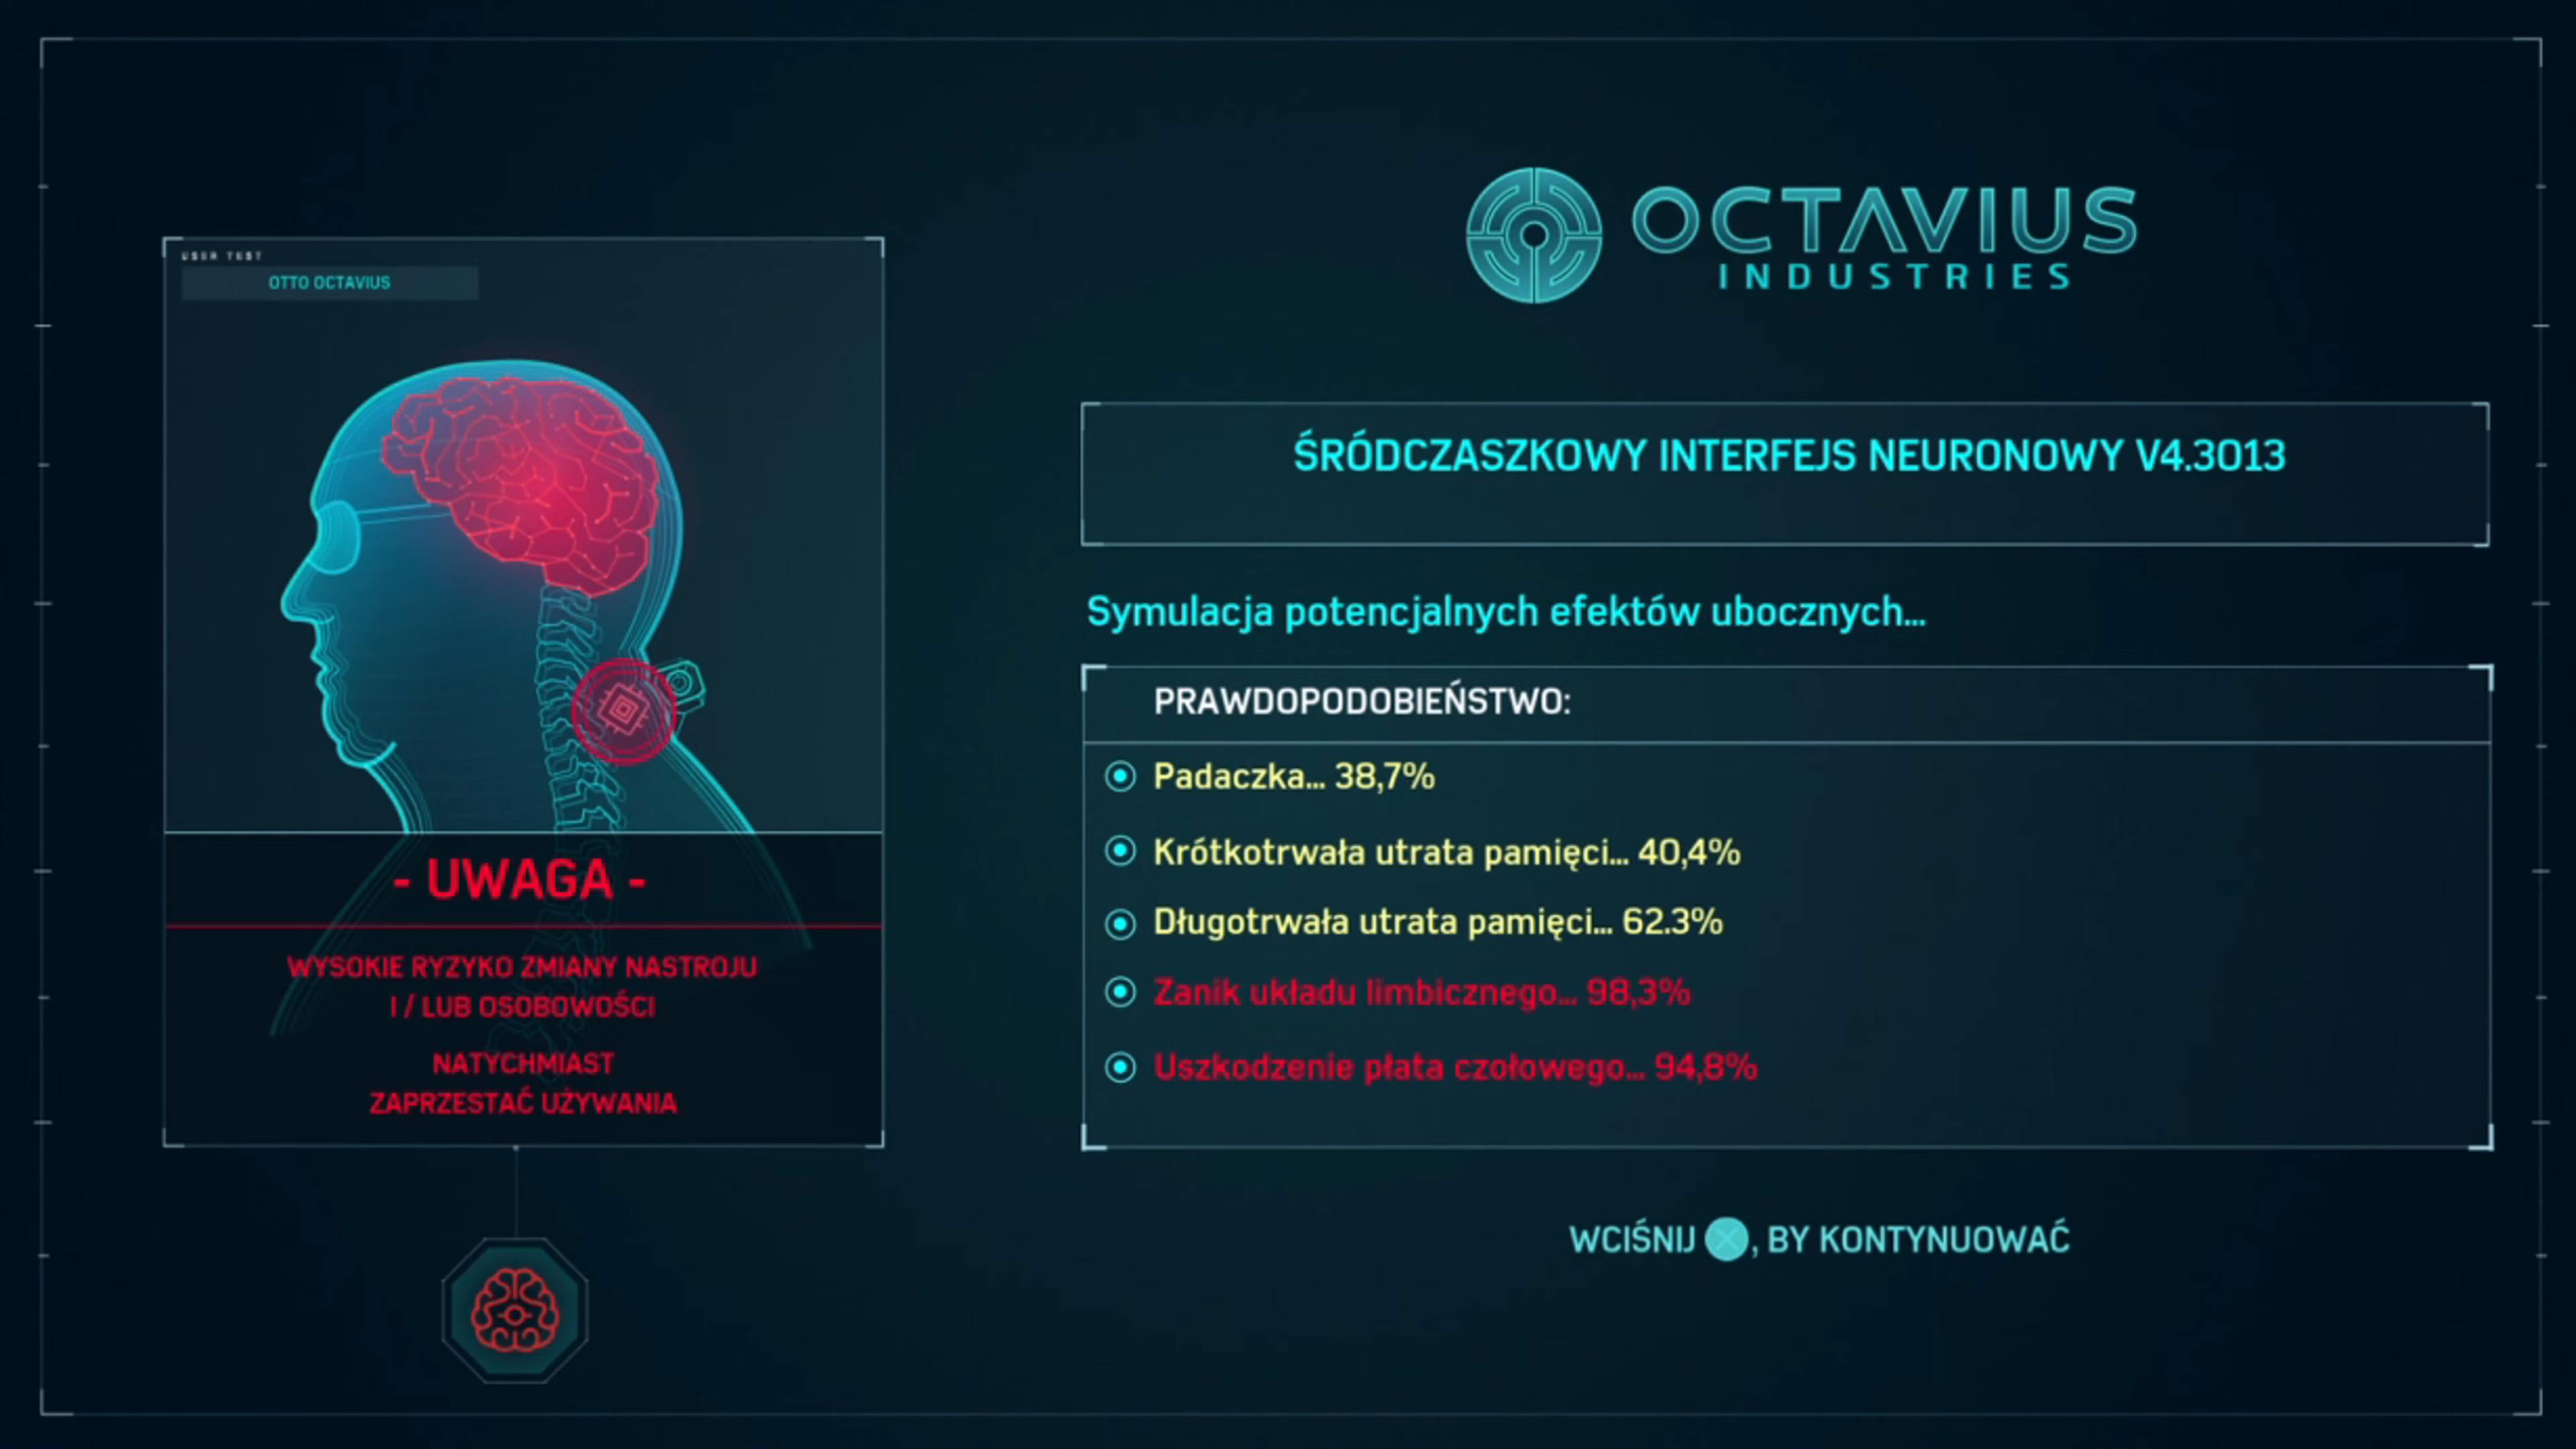 USER TEST
OTTO OCTAVIUS
- UWAGA -
WYSOKIE RYZYKO ZMIANY NASTROJU
I / LUB OSOBOWOŚCI
NATYCHMIAST
ZAPRZESTAĆ UŻYWANIA
OCTAVIUS
INDUSTRIES
ŚRÓDCZASZKOWY INTERFEJS NEURONOWY V4.3013
Symulacja potencjalnych efektów ubocznych...
PRAWDOPODOBIEŃSTWO:
Padaczka... 38,7%
Krótkotrwała utrata pamięci... 40,4%
Długotrwała utrata pamięci... 62.3%
Zanik układu limbicznego... 98,3%
Uszkodzenie płata czołowego... 94,8%
WCIŚNIJ , BY KONTYNUOWAĆ